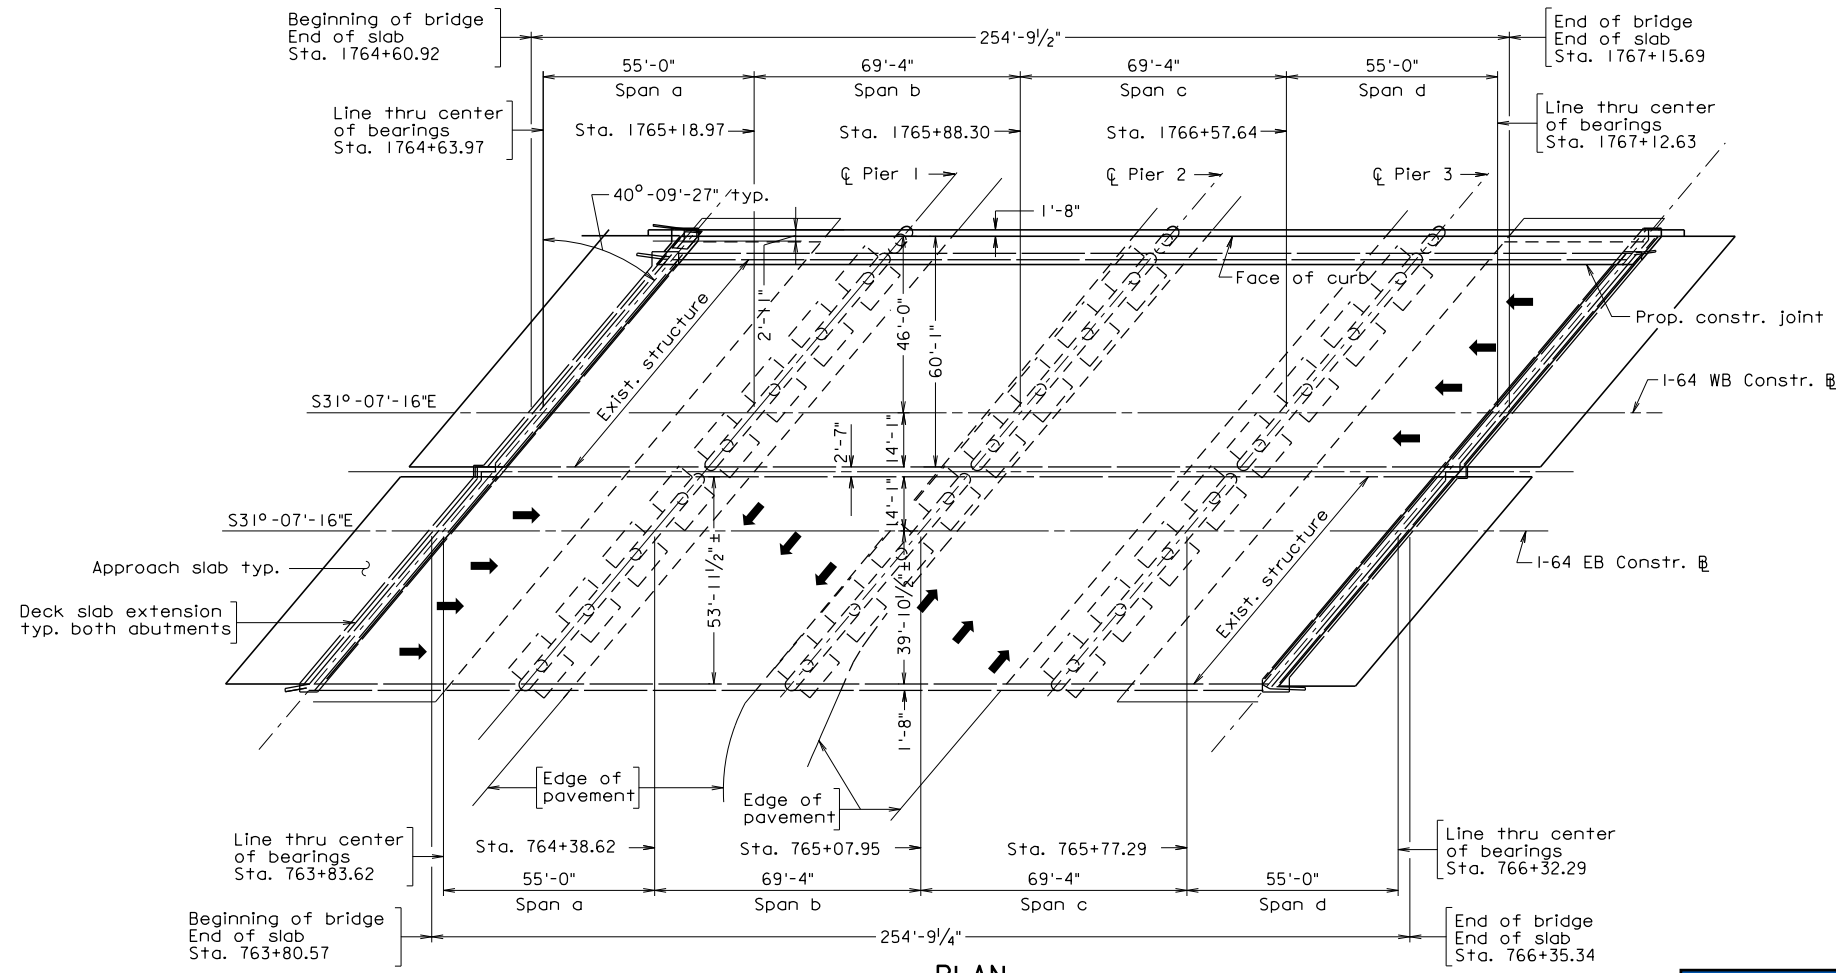 Beginning of bridge
End of slab
Sta. 1764+60.92
254'-9 1/2"
End of bridge
End of slab
Sta. 1767+15.69
55'-0"
Span a
69'-4"
Span b
69'-4"
Span c
55'-0"
Span d
Line thru center
of bearings
Sta. 1764+63.97
Sta. 1765+18.97
Sta. 1765+88.30
Sta. 1766+57.64
Line thru center
of bearings
Sta. 1767+12.63
℄ Pier 1
℄ Pier 2
℄ Pier 3
40°-09'-27" typ.
1'-8"
Face of curb
2'-11"
46'-0"
60'-1"
Exist. structure
Prop. constr. joint
I-64 WB Constr. B
S31°-07'-16"E
2'-7"
14'-1"
14'-1"
S31°-07'-16"E
53'-11 1/2" ±
39'-10 1/2" ±
Exist. structure
I-64 EB Constr. B
Approach slab typ.
Deck slab extension
typ. both abutments
1'-8"
Edge of
pavement
Edge of
pavement
Line thru center
of bearings
Sta. 763+83.62
Sta. 764+38.62
Sta. 765+07.95
Sta. 765+77.29
Line thru center
of bearings
Sta. 766+32.29
55'-0"
Span a
69'-4"
Span b
69'-4"
Span c
55'-0"
Span d
Beginning of bridge
End of slab
Sta. 763+80.57
254'-9 1/4"
End of bridge
End of slab
Sta. 766+35.34
PLAN